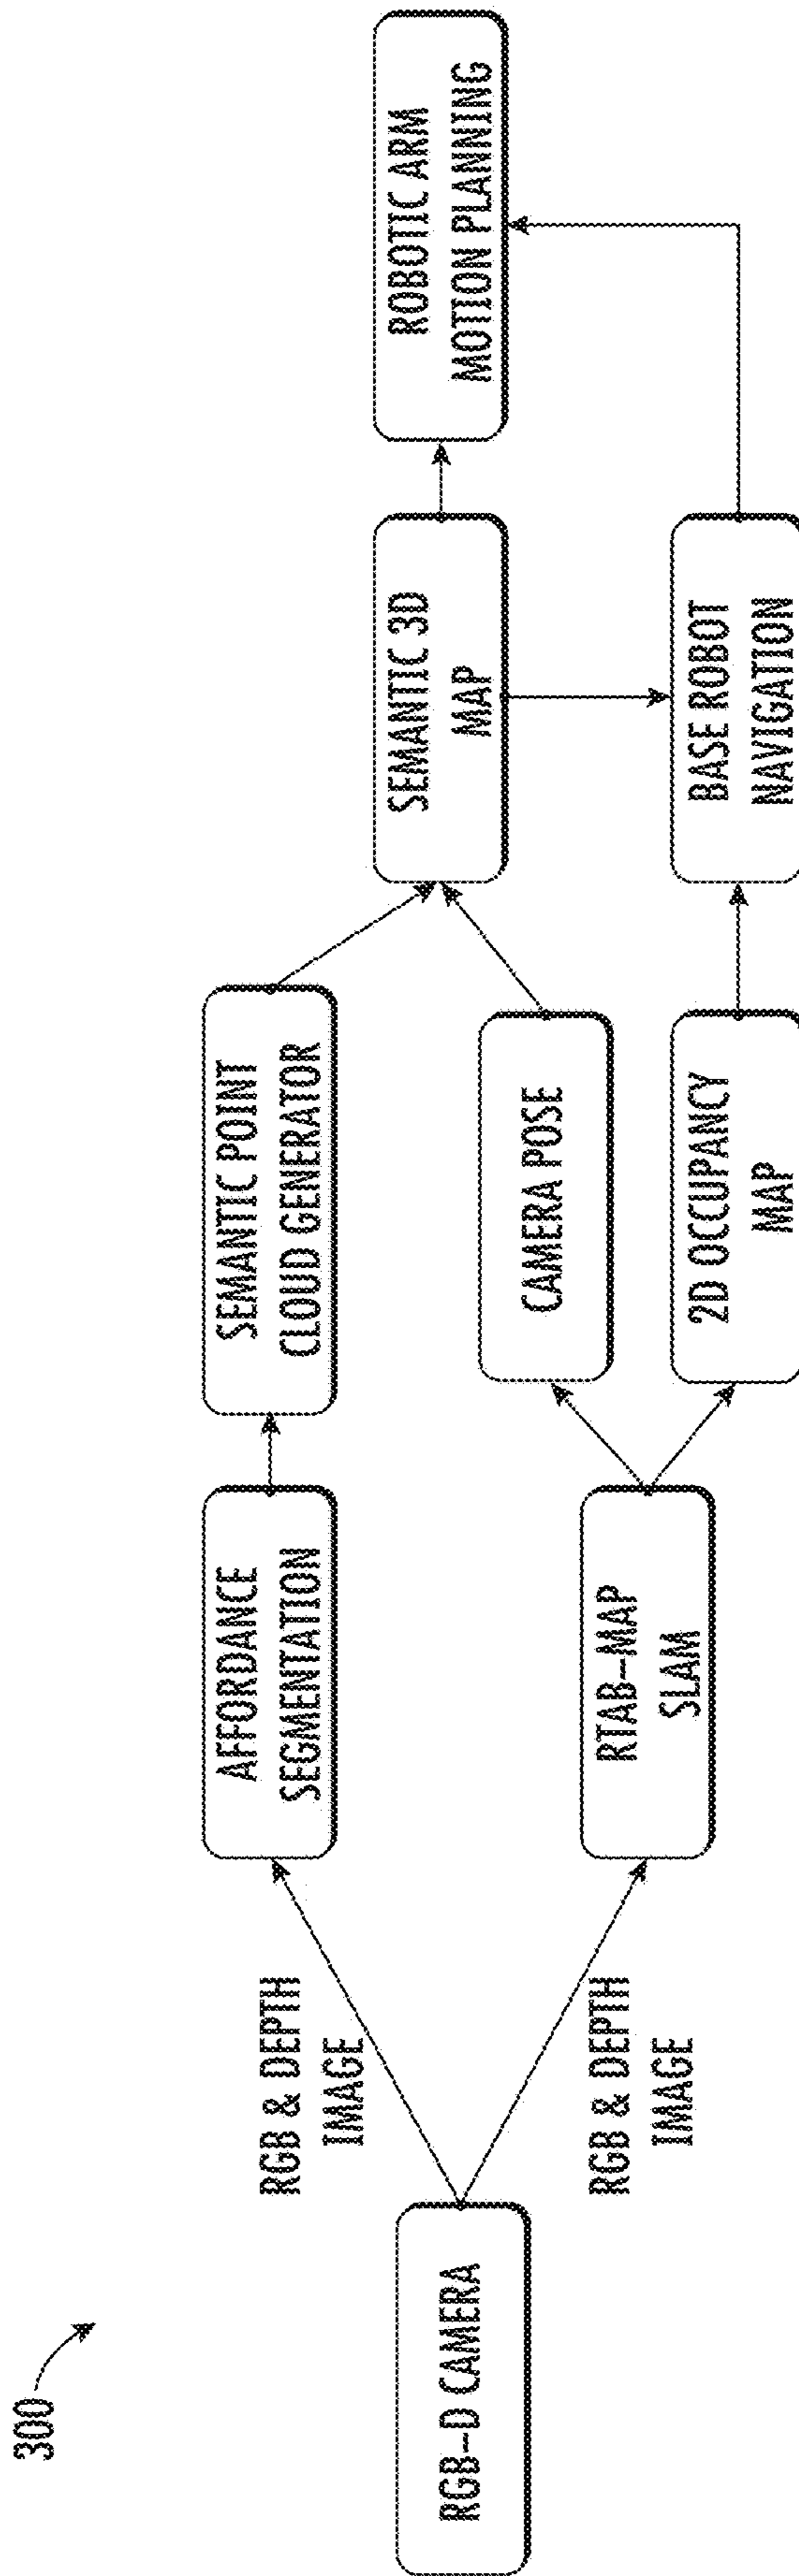 300
RGB-D CAMERA
RGB & DEPTH
IMAGE
RGB & DEPTH
IMAGE
AFFORDANCE
SEGMENTATION
RTAB-MAP
SLAM
SEMANTIC POINT
CLOUD GENERATOR
CAMERA POSE
2D OCCUPANCY
MAP
SEMANTIC 3D
MAP
BASE ROBOT
NAVIGATION
ROBOTIC ARM
MOTION PLANNING